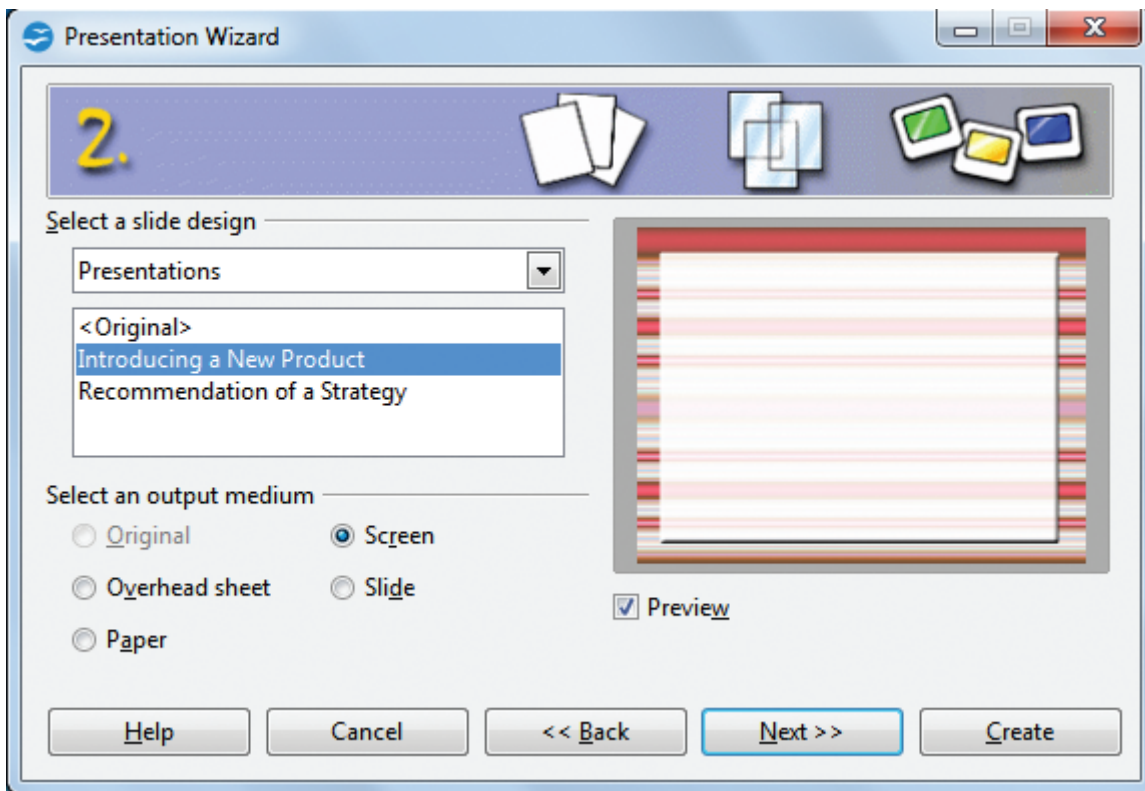 Presentation Wizard
2.
Select a slide design
Presentations
<Original>
Introducing a New Product
Recommendation of a Strategy
Select an output medium
Original
Screen
Overhead sheet
Slide
Paper
Preview
Help
Cancel
<< Back
Next >>
Create